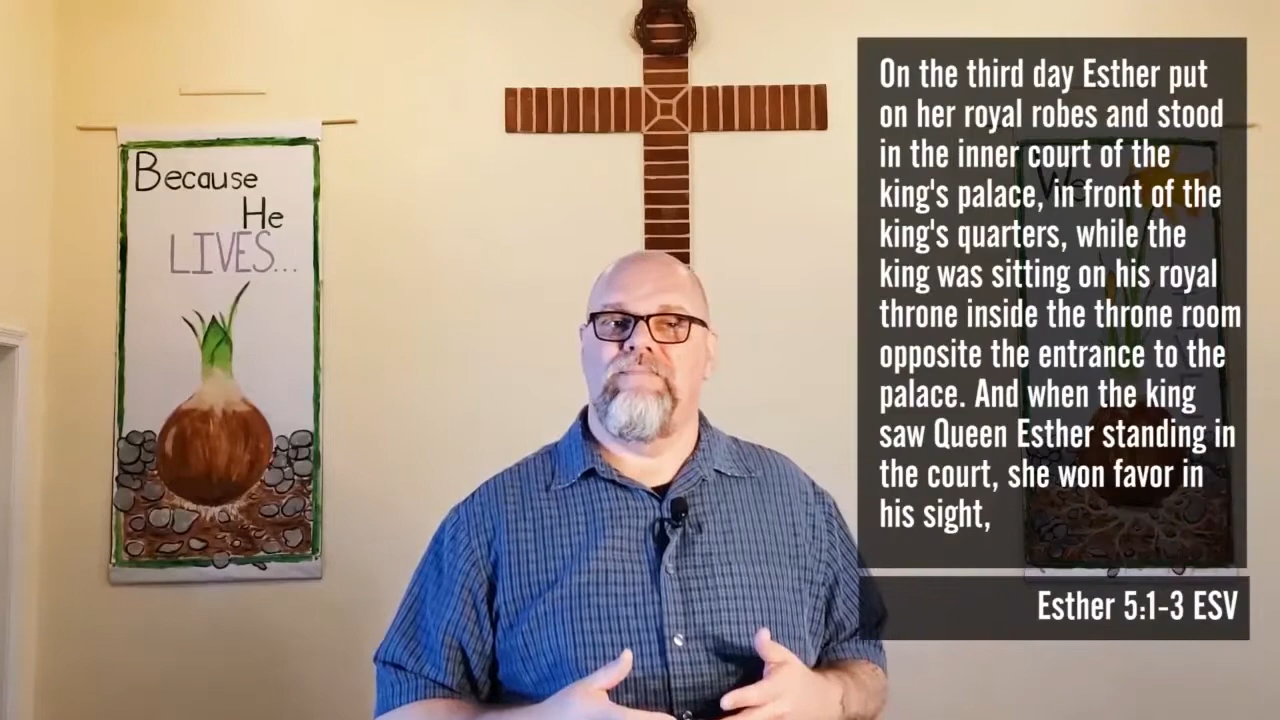 Because
He
LIVES...
On the third day Esther put
on her royal robes and stood
in the inner court of the
king's palace, in front of the
king's quarters, while the
king was sitting on his royal
throne inside the throne room
opposite the entrance to the
palace. And when the king
saw Queen Esther standing in
the court, she won favor in
his sight,
Esther 5:1-3 ESV